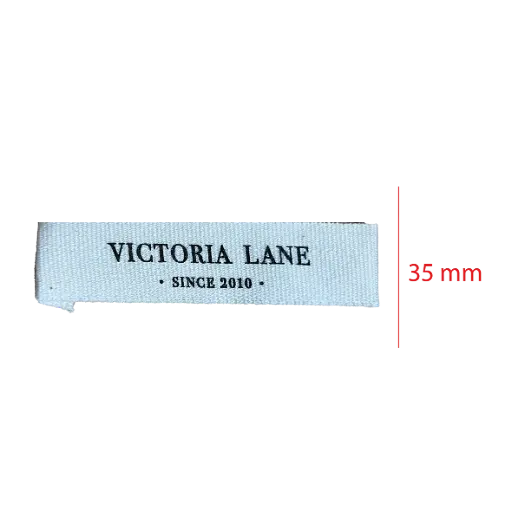 VICTORIA LANE
• SINCE 2010 •
35 mm